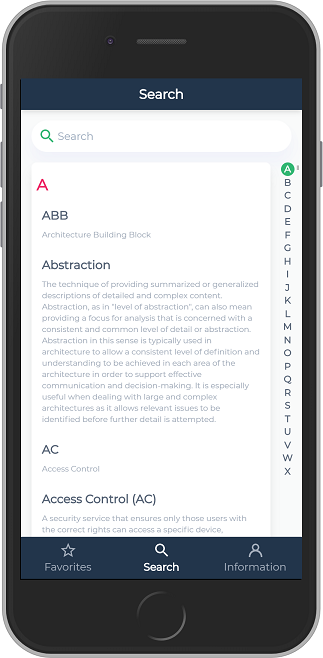 Search
Search
A
ABB
Architecture Building Block
Abstraction
The technique of providing summarized or generalized
descriptions of detailed and complex content.
Abstraction, as in "level of abstraction", can also mean
providing a focus for analysis that is concerned with a
consistent and common level of detail or abstraction.
Abstraction in this sense is typically used in
architecture to allow a consistent level of definition and
understanding to be achieved in each area of the
architecture in order to support effective
communication and decision-making. It is especially
useful when dealing with large and complex
architectures as it allows relevant issues to be
identified before further detail is attempted.
AC
Access Control
Access Control (AC)
A security service that ensures only those users with
the correct rights can access a specific device,
A
B
C
D
E
F
G
H
I
J
K
L
M
N
O
P
Q
R
S
T
U
V
W
X
Favorites
Search
Information